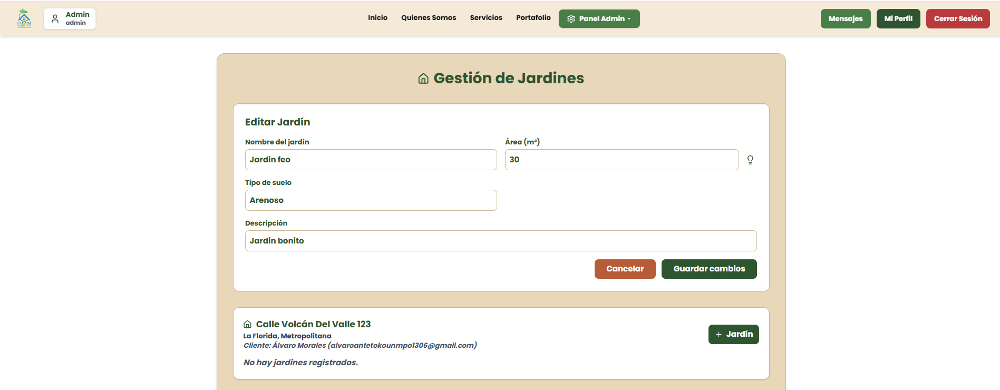 CLEAN&
GARDEN
Admin
admin
Inicio
Quienes Somos
Servicios
Portafolio
Panel Admin
Mensajes
Mi Perfil
Cerrar Sesión
Gestión de Jardines
Editar Jardín
Nombre del jardín
Área (m²)
Jardin feo
30
Tipo de suelo
Arenoso
Descripción
Jardin bonito
Cancelar
Guardar cambios
Calle Volcán Del Valle 123
La Florida, Metropolitana
Cliente: Álvaro Morales (alvaroantetokounmpo1306@gmail.com)
+ Jardín
No hay jardines registrados.